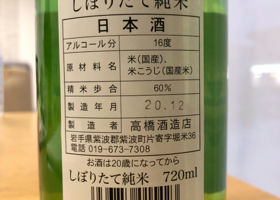 しぼりたて純米
日本酒
アルコール分 16度
原材料名 米(国産)、
米こうじ(国産米)
精米歩合 60%
製造年月 20.12
製造者 高橋酒造店
岩手県紫波郡紫波町片寄字堀米36
電話 019-673-7308
お酒は20歳になってから
しぼりたて純米 720ml